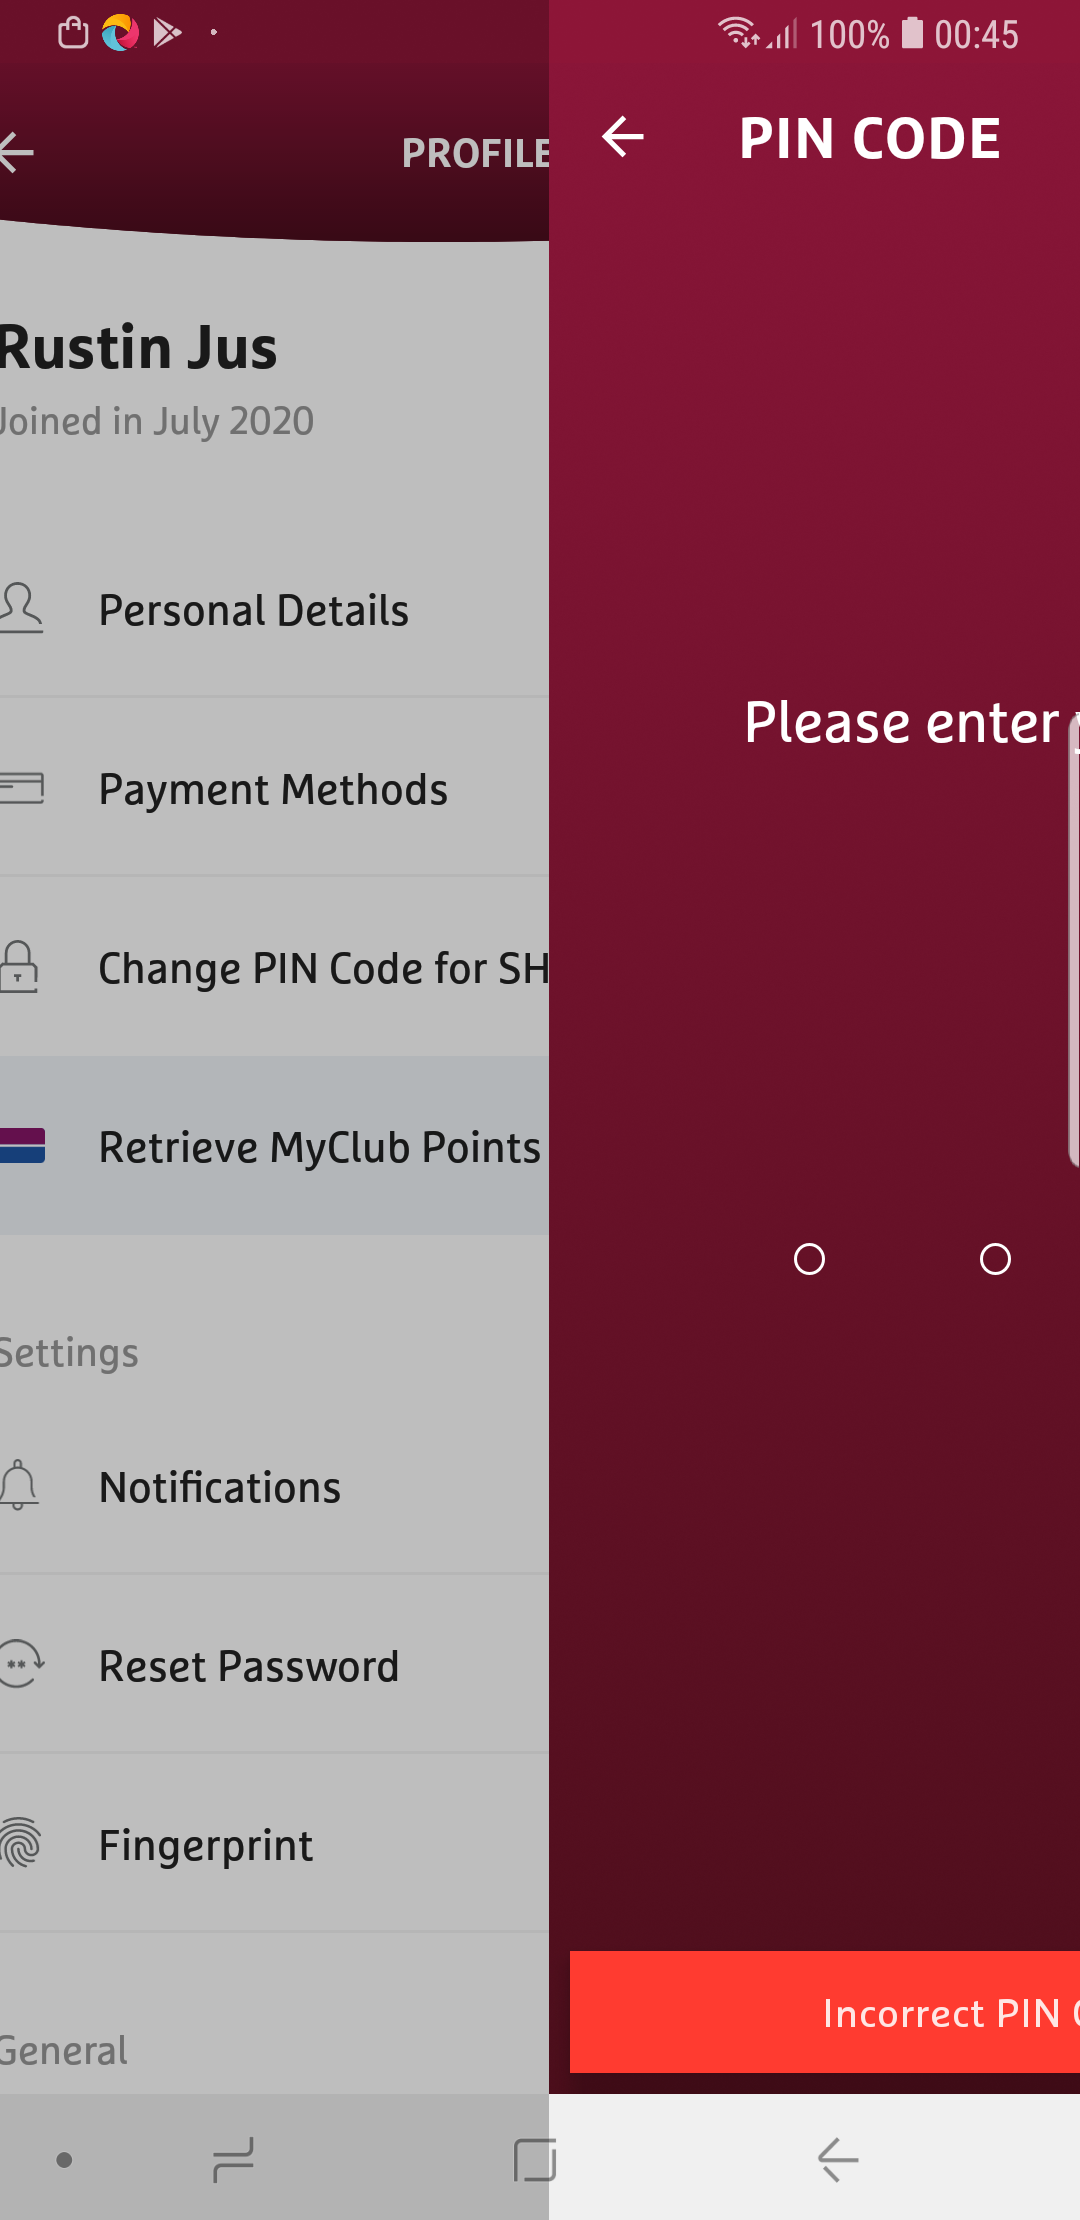 100% 00:45
PROFILE
PIN CODE
Rustin Jus
Joined in July 2020
Personal Details
Please enter
Payment Methods
Change PIN Code for SH
Retrieve MyClub Points
Settings
Notifications
Reset Password
Fingerprint
Incorrect PIN
General